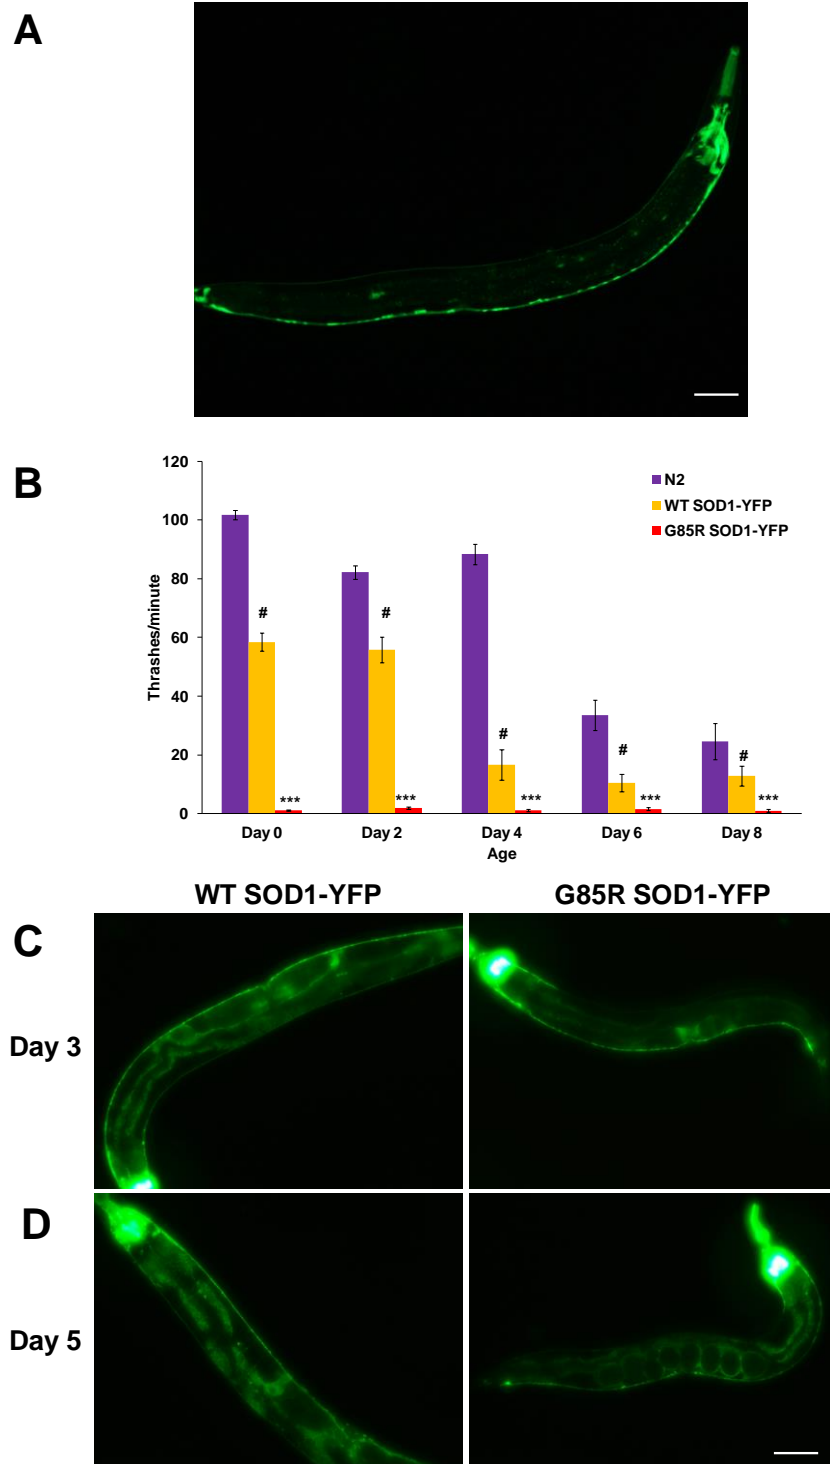 A
B
120
100
80
60
40
20
0
Thrashes/minute
N2
WT SOD1-YFP
G85R SOD1-YFP
#
#
#
#
#
***
***
***
***
***
Day 0
Day 2
Day 4
Day 6
Day 8
Age
WT SOD1-YFP
G85R SOD1-YFP
C
Day 3
D
Day 5